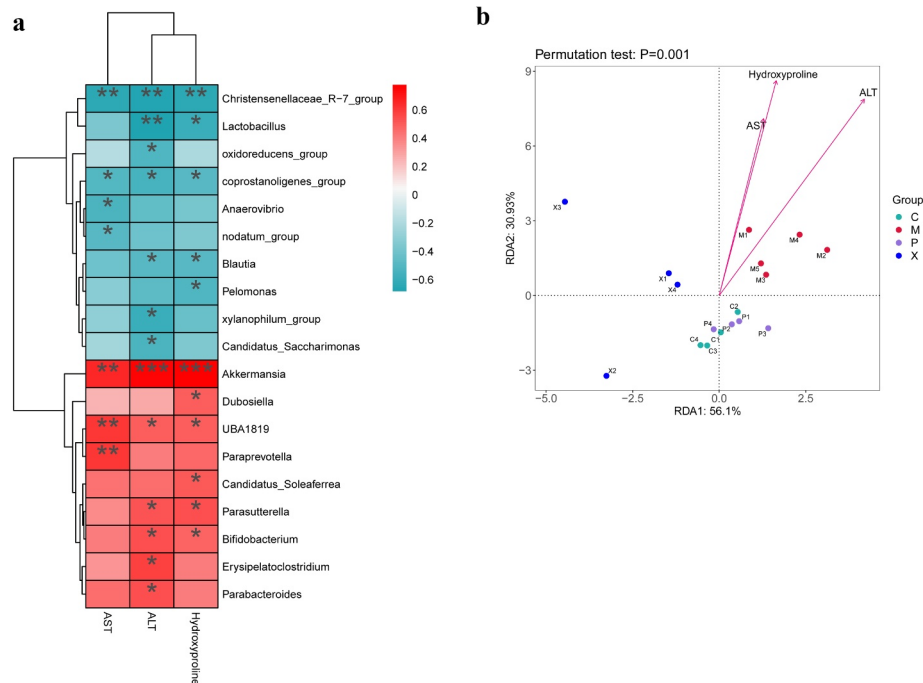 a
b
** ** ** Christensenellaceae_R-7_group
** * Lactobacillus
* oxidoreducens_group
* * * coprostanoligenes_group
* Anaerovibrio
* nodatum_group
* * Blautia
* Pelomonas
* xylanophilum_group
* Candidatus_Saccharimonas
** *** *** Akkermansia
* Dubosiella
** * * UBA1819
** Paraprevotella
* Candidatus_Soleaferrea
* * Parasutterella
* * Bifidobacterium
* Erysipelatoclostridium
* Parabacteroides
AST
ALT
Hydroxyproline
0.6
0.4
0.2
0
−0.2
−0.4
−0.6
Permutation test: P=0.001
Hydroxyproline
ALT
AST
X3
X1
X4
X2
M1
M4
M2
M5
M3
C2
P1
P4
P2
P3
C1
C4
C3
9
6
3
0
−3
RDA2: 30.93%
−5.0
−2.5
0.0
2.5
RDA1: 56.1%
Group
C
M
P
X